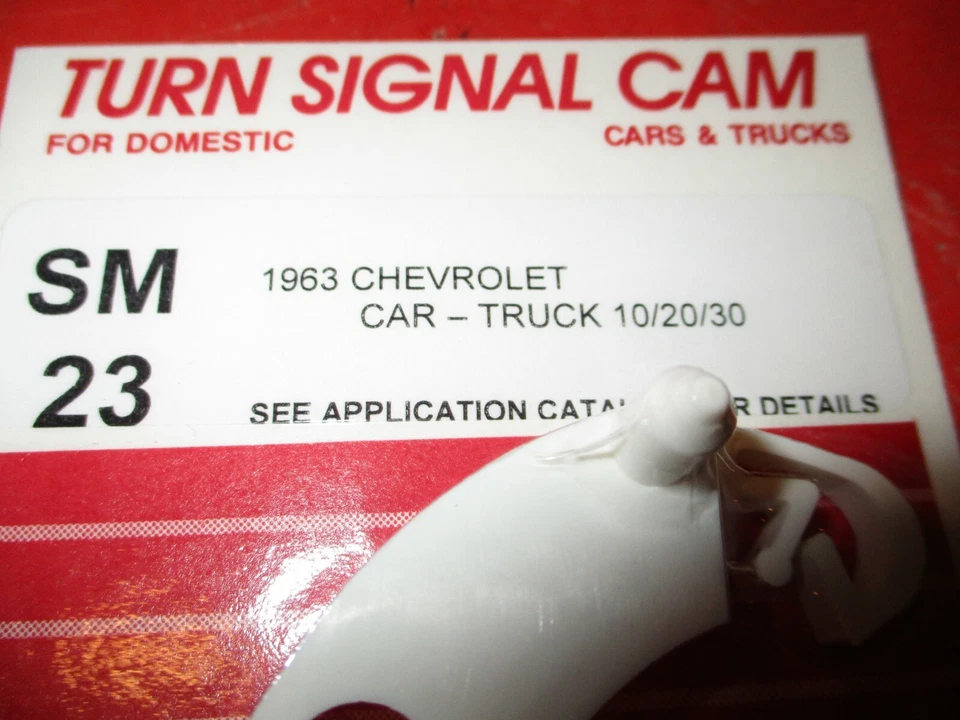 TURN SIGNAL CAM
FOR DOMESTIC CARS & TRUCKS
SM 1963 CHEVROLET
CAR – TRUCK 10/20/30
23
SEE APPLICATION DETAILS